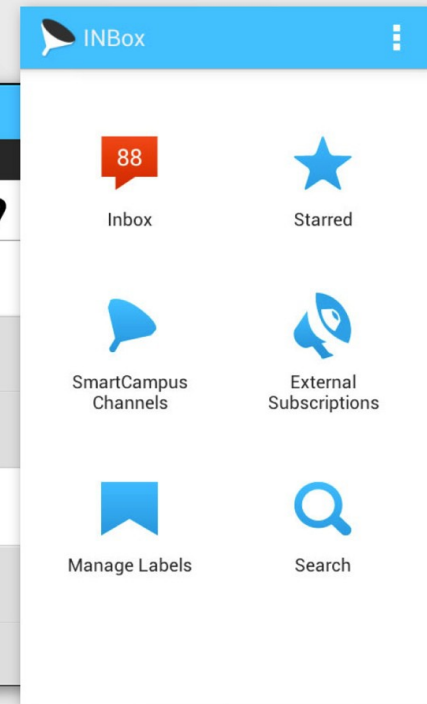 INBox
88
Inbox
Starred
SmartCampus
Channels
External
Subscriptions
Manage Labels
Search